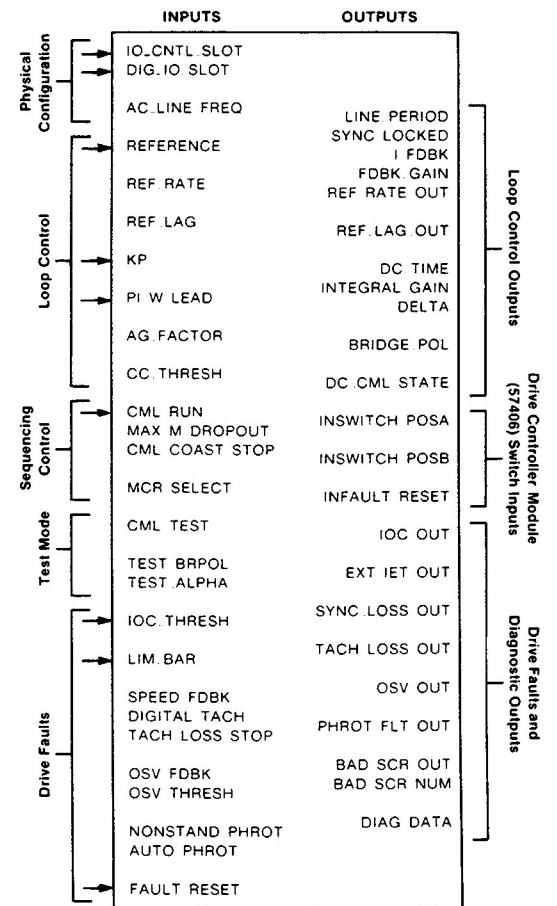 INPUTS
OUTPUTS
Physical
Configuration
IO_CNTL.SLOT
DIG_IO.SLOT
AC_LINE FREQ
Loop Control
REFERENCE
REF.RATE
REF.LAG
KP
PI W LEAD
AG.FACTOR
CC.THRESH
Sequencing
Control
CML RUN
MAX M DROPOUT
CML COAST STOP
MCR SELECT
Test Mode
CML TEST
TEST BRPOL
TEST.ALPHA
Drive Faults
IOC.THRESH
LIM.BAR
SPEED FDBK
DIGITAL TACH
TACH LOSS STOP
OSV FDBK
OSV THRESH
NONSTAND PHROT
AUTO PHROT
FAULT RESET
LINE.PERIOD
SYNC LOCKED
I FDBK
FDBK.GAIN
REF RATE OUT
REF.LAG.OUT
DC TIME
INTEGRAL GAIN
DELTA
BRIDGE.POL
DC.CML STATE
Loop Control Outputs
INSWITCH POSA
INSWITCH POSB
INFAULT RESET
Drive Controller Module
(57406) Switch Inputs
IOC OUT
EXT IET OUT
SYNC.LOSS OUT
TACH LOSS OUT
OSV OUT
PHROT FLT OUT
BAD SCR OUT
BAD SCR NUM
DIAG DATA
Drive Faults and
Diagnostic Outputs